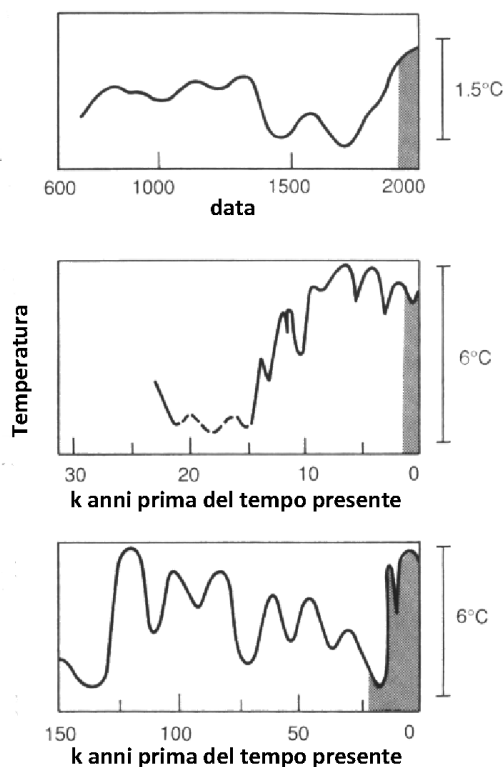 1.5°C
600 1000 1500 2000
data
Temperatura
6°C
30 20 10 0
k anni prima del tempo presente
6°C
150 100 50 0
k anni prima del tempo presente